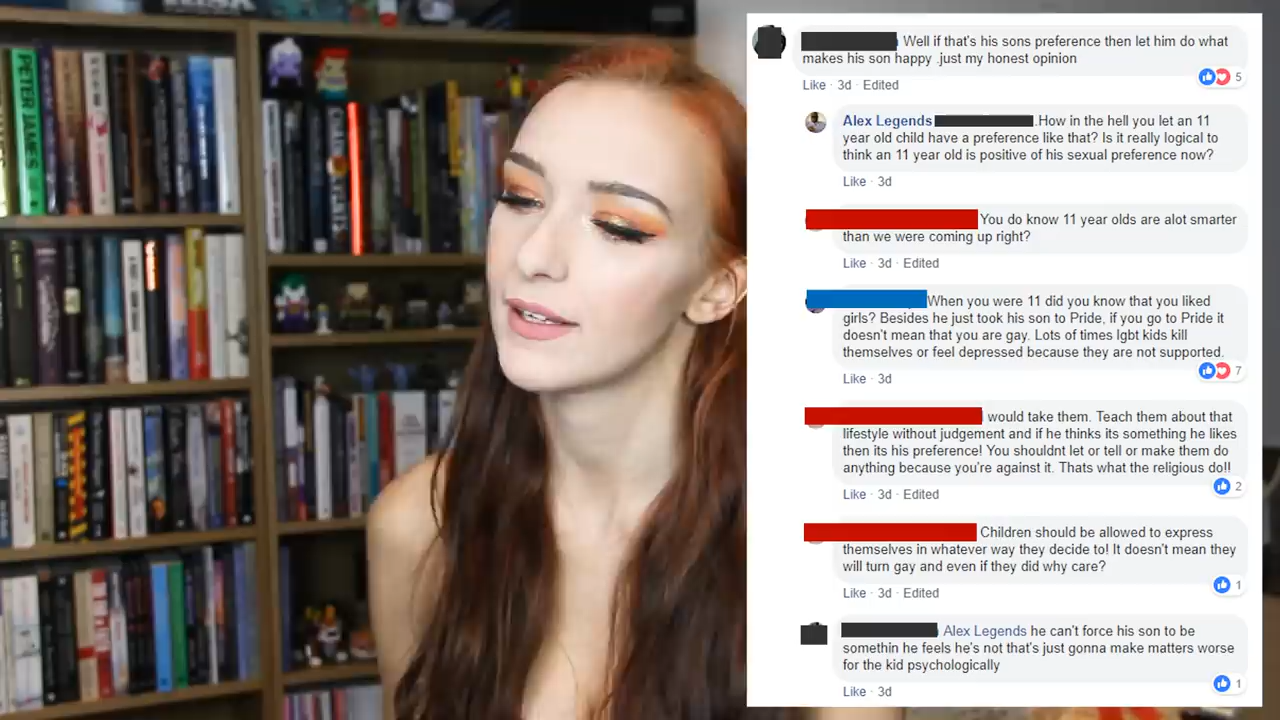 PETER JAMES
Well if that's his sons preference then let him do what
makes his son happy .just my honest opinion
Like · 3d · Edited
5
Alex Legends .How in the hell you let an 11
year old child have a preference like that? Is it really logical to
think an 11 year old is positive of his sexual preference now?
Like · 3d
You do know 11 year olds are alot smarter
than we were coming up right?
Like · 3d · Edited
When you were 11 did you know that you liked
girls? Besides he just took his son to Pride, if you go to Pride it
doesn't mean that you are gay. Lots of times lgbt kids kill
themselves or feel depressed because they are not supported.
7
Like · 3d
would take them. Teach them about that
lifestyle without judgement and if he thinks its something he likes
then its his preference! You shouldnt let or tell or make them do
anything because you're against it. Thats what the religious do!!
2
Like · 3d · Edited
Children should be allowed to express
themselves in whatever way they decide to! It doesn't mean they
will turn gay and even if they did why care?
1
Like · 3d · Edited
Alex Legends he can't force his son to be
somethin he feels he's not that's just gonna make matters worse
for the kid psychologically
1
Like · 3d